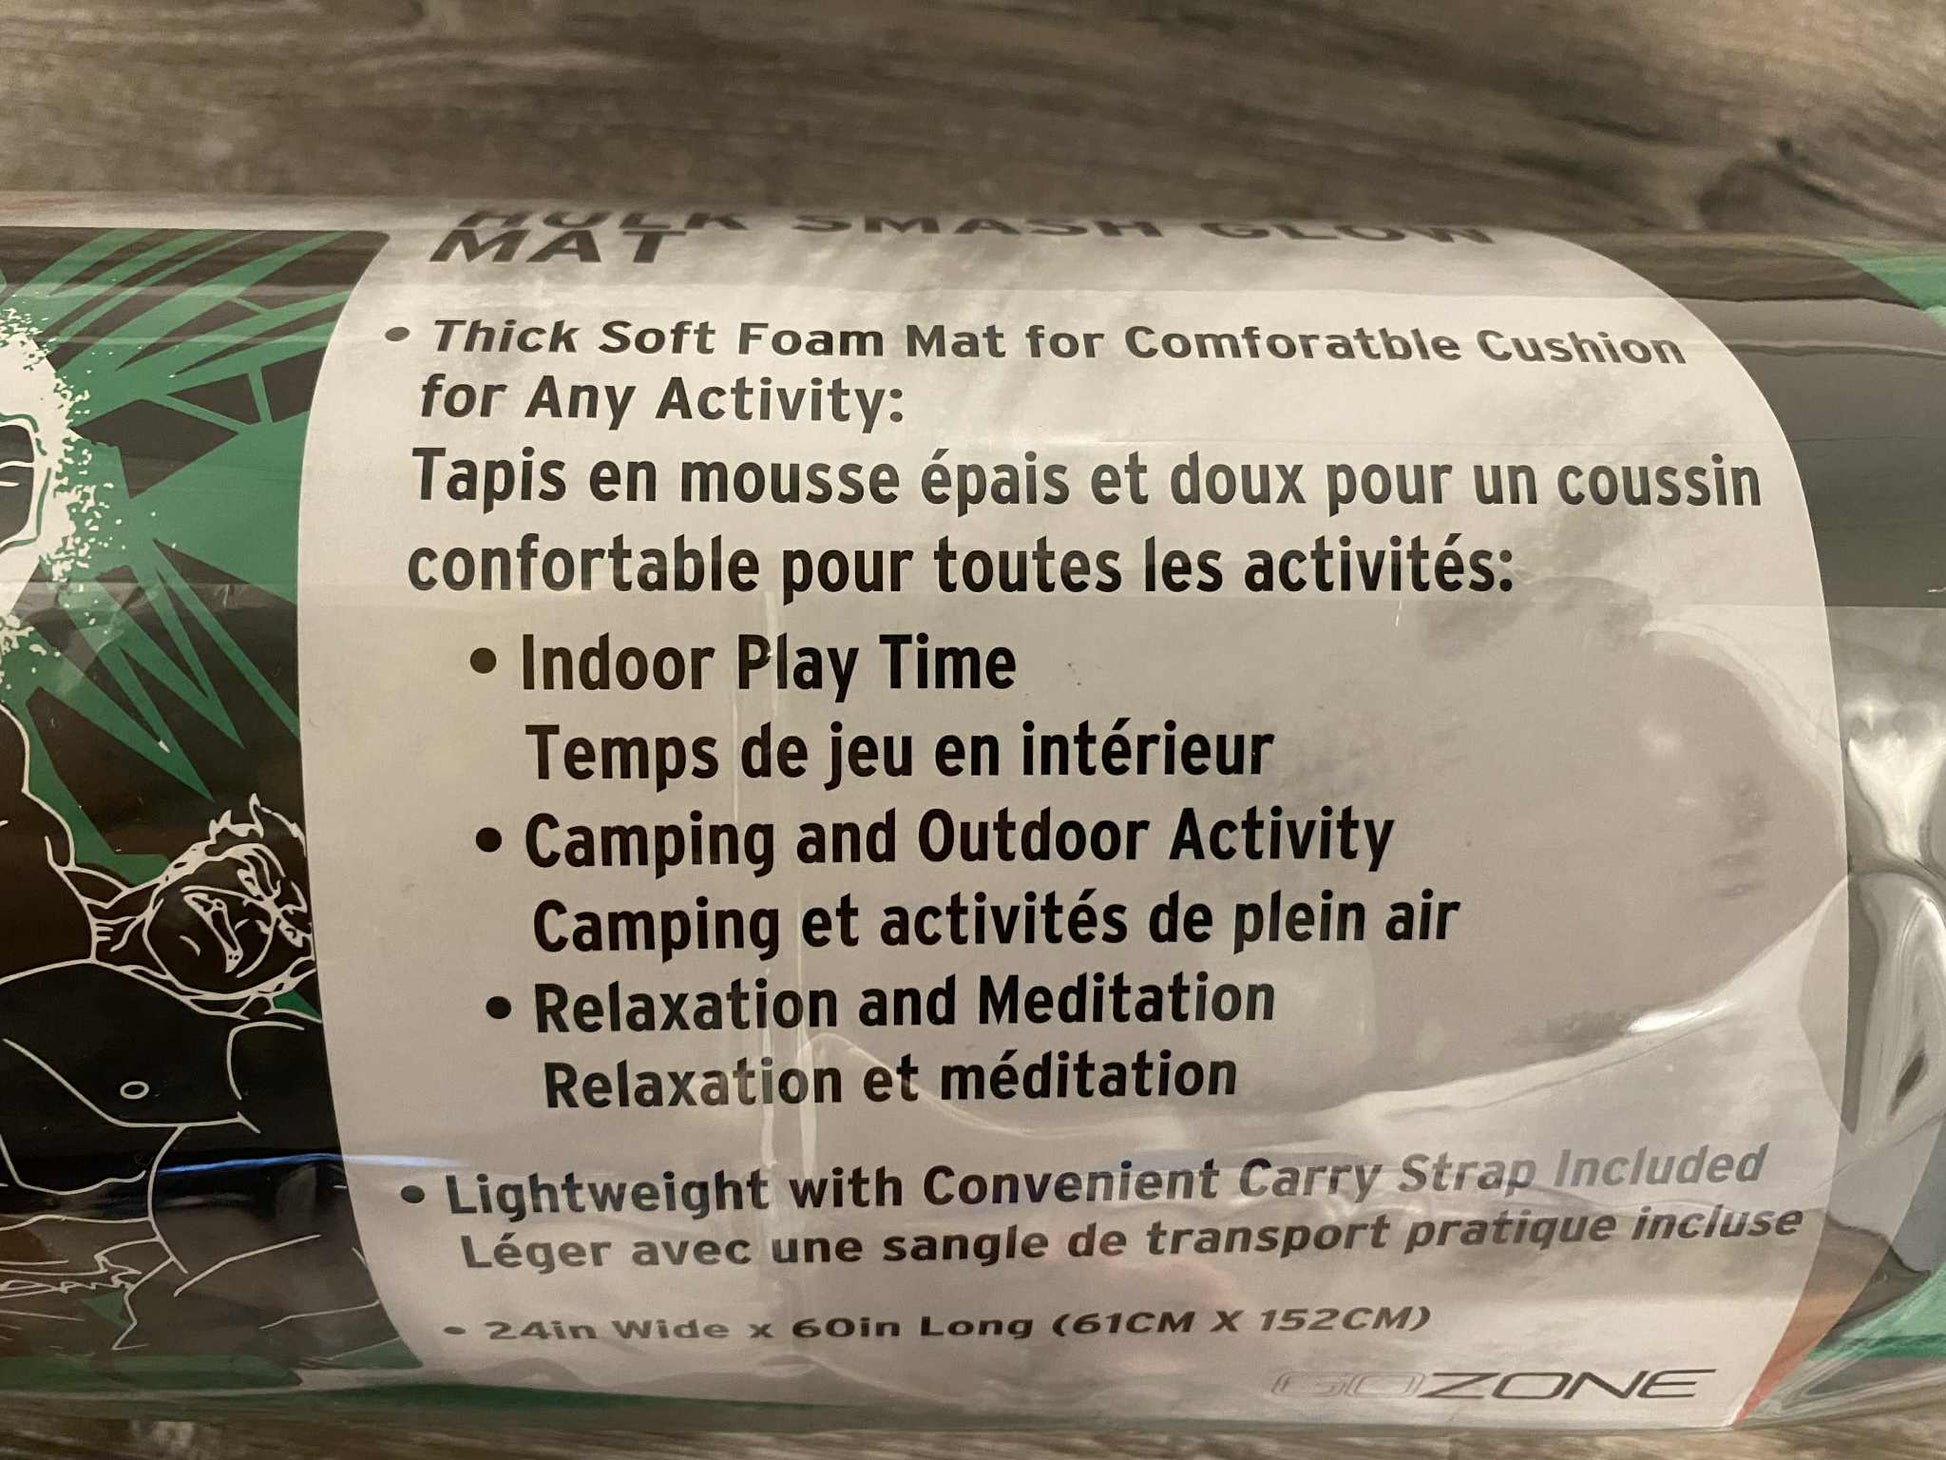 HULK SMASH GLOW
MAT
• Thick Soft Foam Mat for Comforatble Cushion
for Any Activity:
Tapis en mousse épais et doux pour un coussin
confortable pour toutes les activités:
• Indoor Play Time
Temps de jeu en intérieur
• Camping and Outdoor Activity
Camping et activités de plein air
• Relaxation and Meditation
Relaxation et méditation
• Lightweight with Convenient Carry Strap Included
Léger avec une sangle de transport pratique incluse
• 24in Wide x 60in Long (61CM X 152CM)
GOZONE